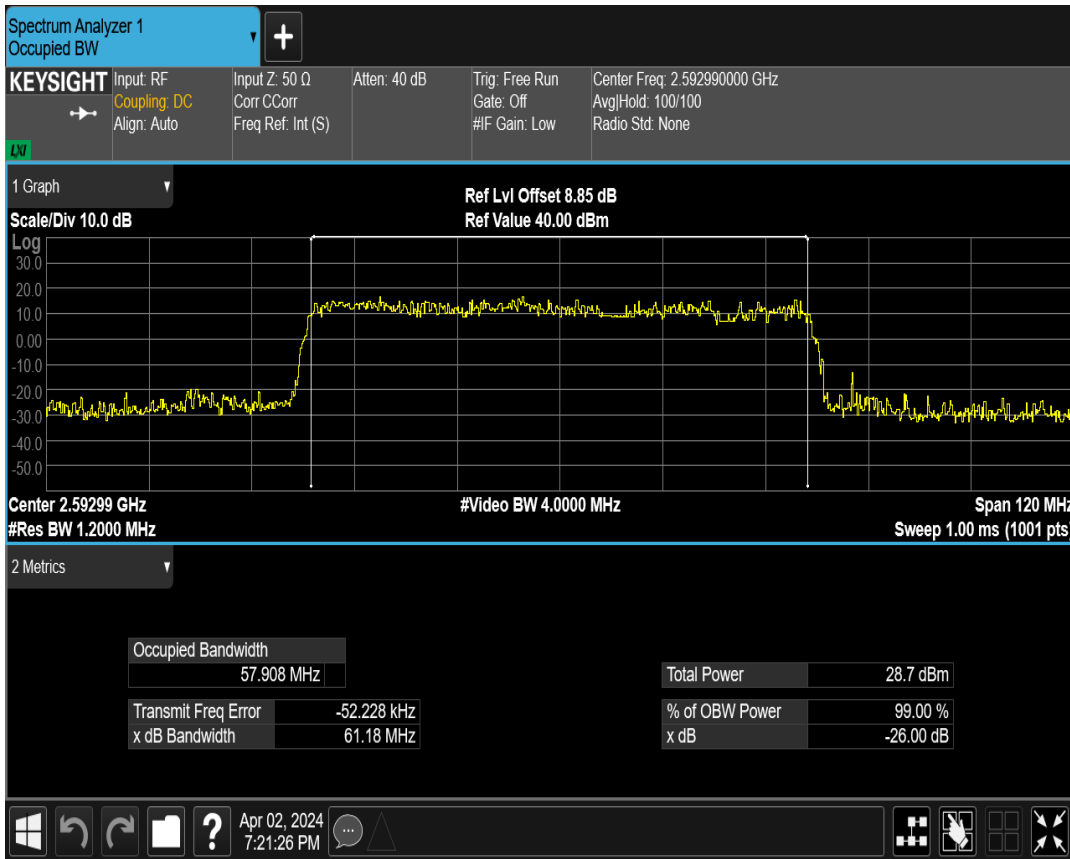 Spectrum Analyzer 1
Occupied BW
+
KEYSIGHT
LXI
Input: RF
Coupling: DC
Align: Auto
Input Z: 50 Ω
Corr CCorr
Freq Ref: Int (S)
Atten: 40 dB
Trig: Free Run
Gate: Off
#IF Gain: Low
Center Freq: 2.592990000 GHz
Avg|Hold: 100/100
Radio Std: None
1 Graph
Scale/Div 10.0 dB
Ref Lvl Offset 8.85 dB
Ref Value 40.00 dBm
Log
30.0
20.0
10.0
0.00
-10.0
-20.0
-30.0
-40.0
-50.0
Center 2.59299 GHz
#Video BW 4.0000 MHz
Span 120 MHz
#Res BW 1.2000 MHz
Sweep 1.00 ms (1001 pts)
2 Metrics
Occupied Bandwidth
57.908 MHz
Total Power 28.7 dBm
Transmit Freq Error -52.228 kHz
% of OBW Power 99.00 %
x dB Bandwidth 61.18 MHz
x dB -26.00 dB
?
Apr 02, 2024
7:21:26 PM